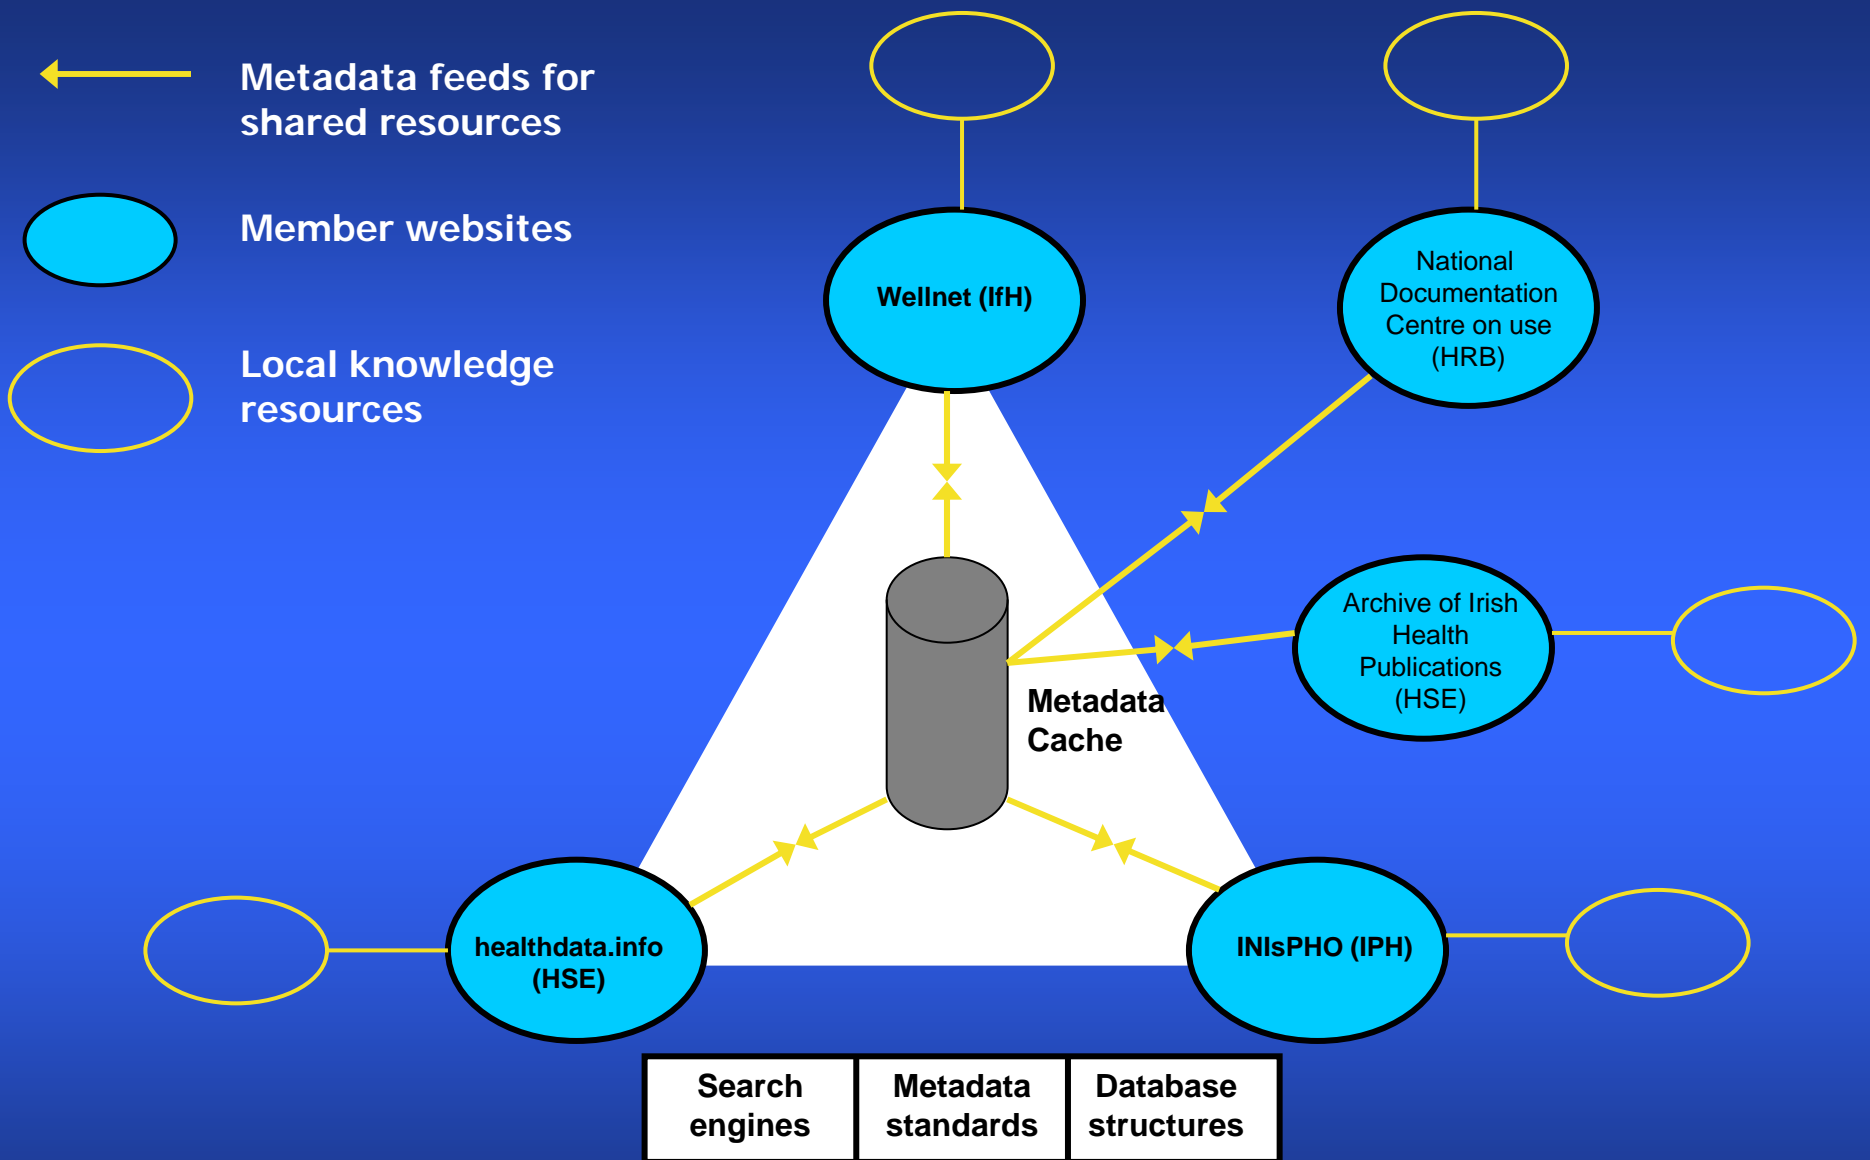 Metadata feeds for
shared resources
Member websites
Local knowledge
resources
Wellnet (IfH)
National
Documentation
Centre on use
(HRB)
Archive of Irish
Health
Publications
(HSE)
Metadata
Cache
healthdata.info
(HSE)
INIsPHO (IPH)
Search
engines
Metadata
standards
Database
structures